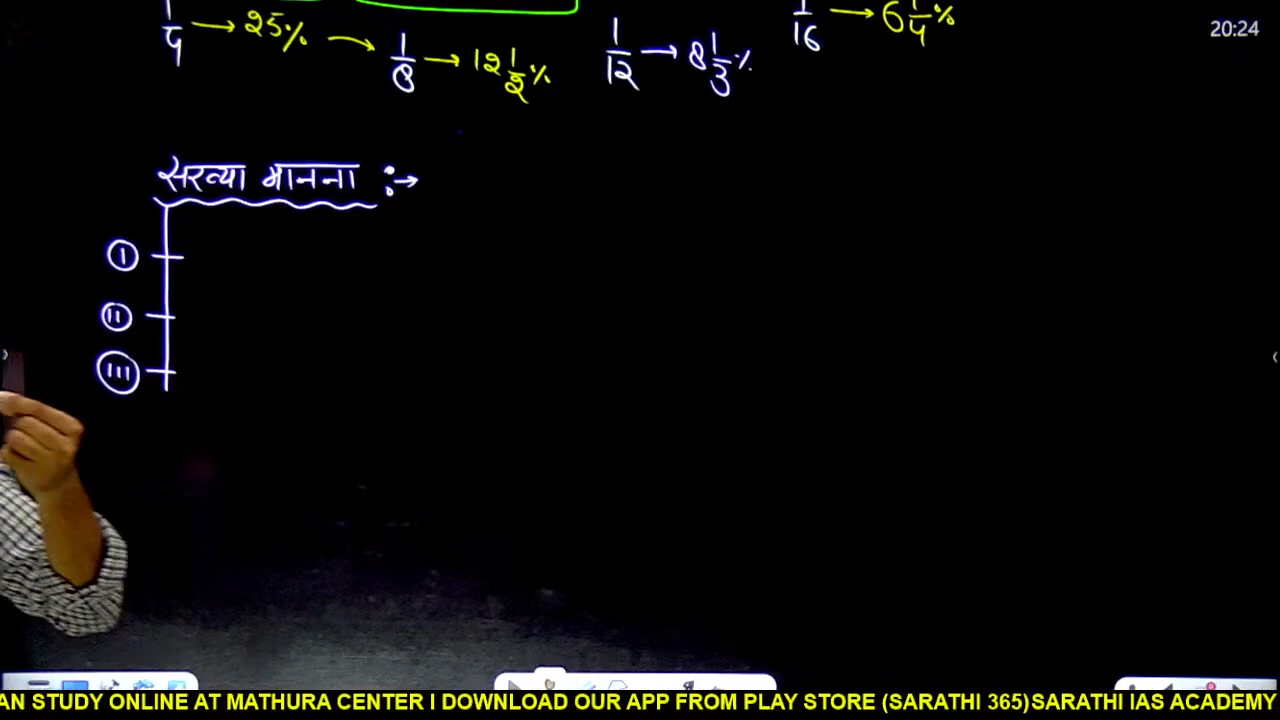 1/4 → 25% → 1/8 → 12 1/2% 1/12 → 8 1/3% 1/16 → 6 1/4%
20:24
सख्या मानना :→
I
II
III
AN STUDY ONLINE AT MATHURA CENTER I DOWNLOAD OUR APP FROM PLAY STORE (SARATHI 365)SARATHI IAS ACADEMY